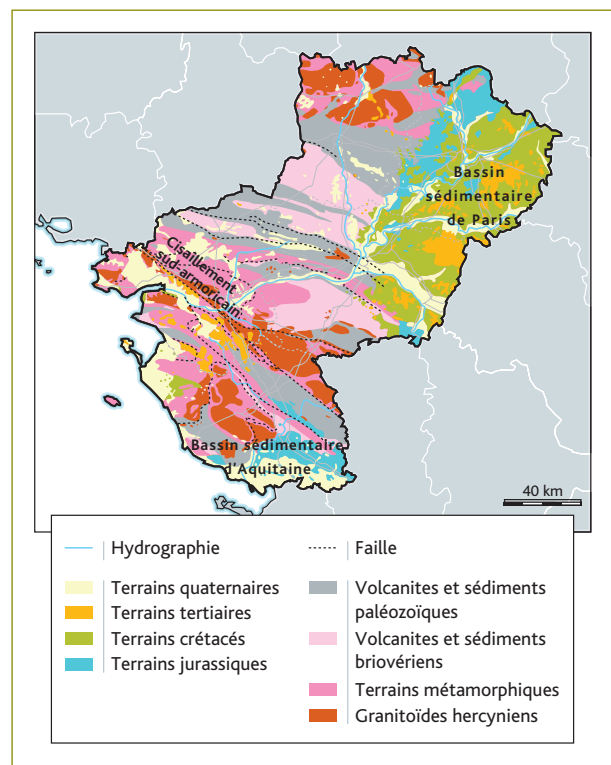 Bassin
sédimentaire
de Paris
Cisaillement
sud-armoricain
Bassin sédimentaire
d'Aquitaine
40 km
Hydrographie
Terrains quaternaires
Terrains tertiaires
Terrains crétacés
Terrains jurassiques
Faille
Volcanites et sédiments
paléozoïques
Volcanites et sédiments
briovériens
Terrains métamorphiques
Granitoïdes hercyniens